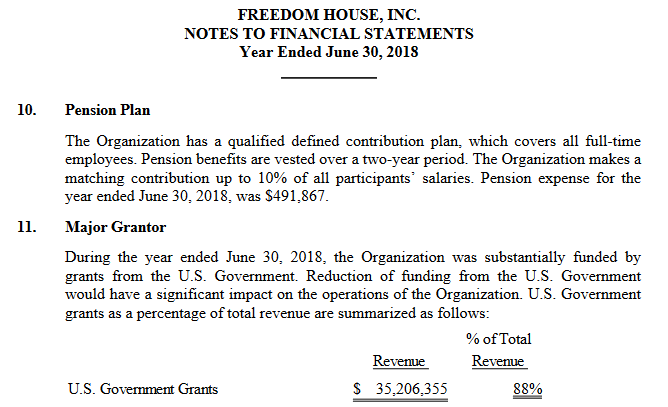 FREEDOM HOUSE, INC.
NOTES TO FINANCIAL STATEMENTS
Year Ended June 30, 2018
10. Pension Plan
The Organization has a qualified defined contribution plan, which covers all full-time
employees. Pension benefits are vested over a two-year period. The Organization makes a
matching contribution up to 10% of all participants' salaries. Pension expense for the
year ended June 30, 2018, was $491,867.
11. Major Grantor
During the year ended June 30, 2018, the Organization was substantially funded by
grants from the U.S. Government. Reduction of funding from the U.S. Government
would have a significant impact on the operations of the Organization. U.S. Government
grants as a percentage of total revenue are summarized as follows:
% of Total
Revenue Revenue
U.S. Government Grants $ 35,206,355 88%